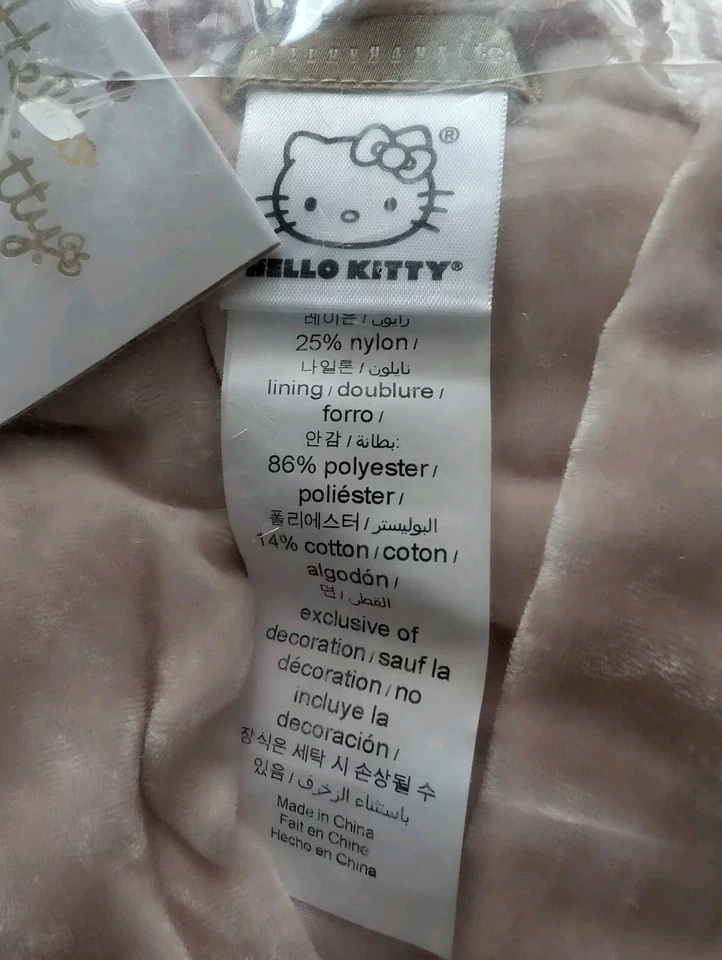 Hello
Kitty
HELLO KITTY®
레이온 / رايون
25% nylon /
나일론 / نايلون
lining / doublure /
forro /
안감 / بطانة:
86% polyester /
poliéster /
폴리에스터 / البوليستر
14% cotton / coton /
algodón /
면 / القطن
exclusive of
decoration / sauf la
décoration / no
incluye la
decoración /
장식은 세탁 시 손상될 수
있음 / باستثناء الزخرف
Made in China
Fait en Chine
Hecho en China